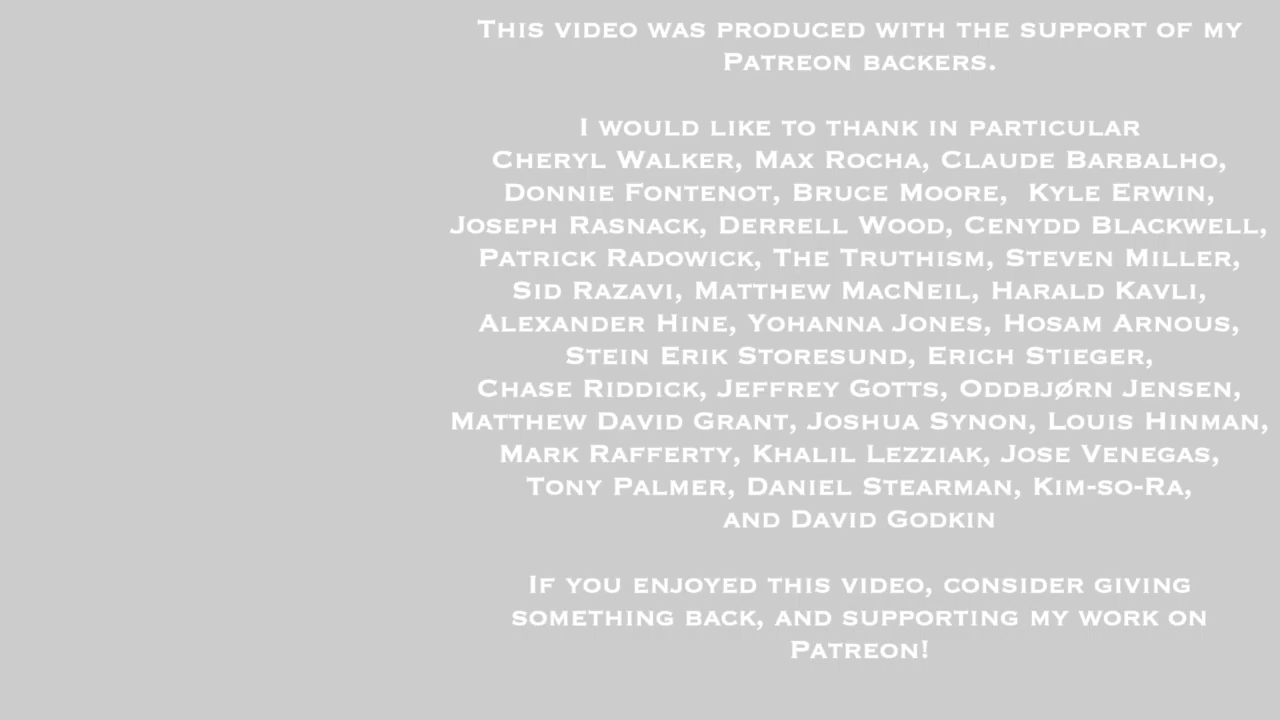 This video was produced with the support of my
Patreon backers.
I would like to thank in particular
Cheryl Walker, Max Rocha, Claude Barbalho,
Donnie Fontenot, Bruce Moore, Kyle Erwin,
Joseph Rasnack, Derrell Wood, Cenydd Blackwell,
Patrick Radowick, The Truthism, Steven Miller,
Sid Razavi, Matthew MacNeil, Harald Kavli,
Alexander Hine, Yohanna Jones, Hosam Arnous,
Stein Erik Storesund, Erich Stieger,
Chase Riddick, Jeffrey Gotts, Oddbjørn Jensen,
Matthew David Grant, Joshua Synon, Louis Hinman,
Mark Rafferty, Khalil Lezziak, Jose Venegas,
Tony Palmer, Daniel Stearman, Kim-so-Ra,
and David Godkin
If you enjoyed this video, consider giving
something back, and supporting my work on
Patreon!